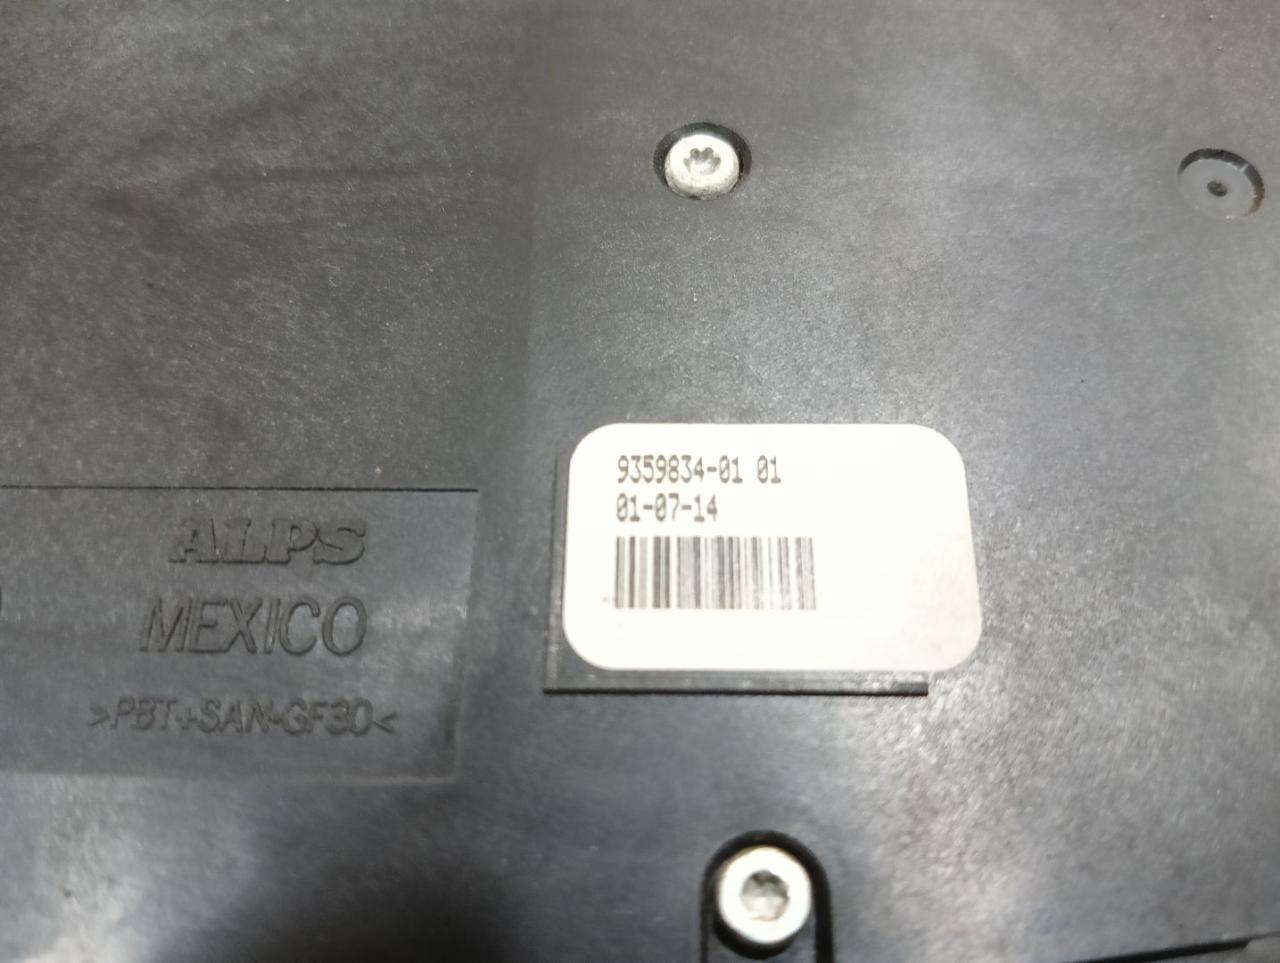 9359834-01 01
01-07-14
ALPS
MEXICO
>PBT+SAN-GF30<